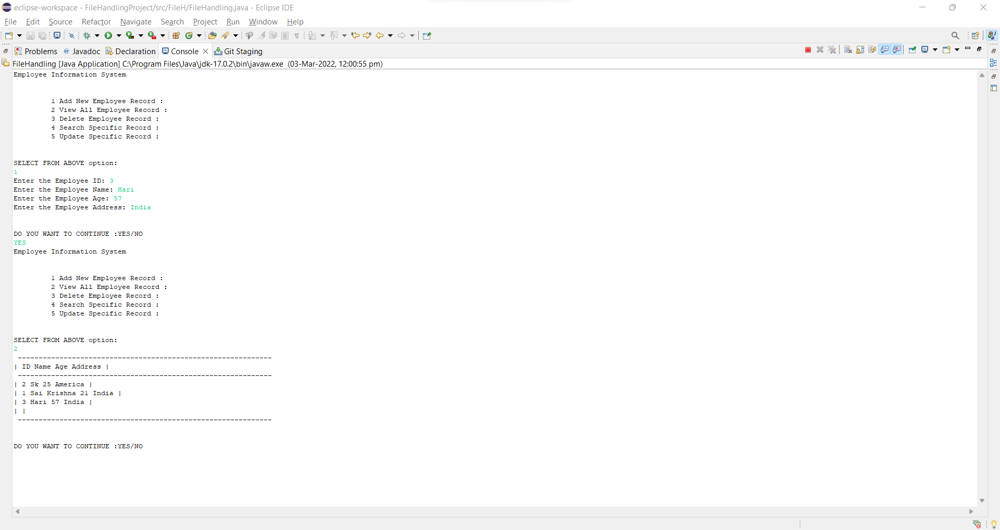 eclipse-workspace - FileHandlingProject/src/FileH/FileHandling.java - Eclipse IDE
File Edit Source Refactor Navigate Search Project Run Window Help
Problems @ Javadoc Declaration Console Git Staging
FileHandling [Java Application] C:\Program Files\Java\jdk-17.0.2\bin\javaw.exe (03-Mar-2022, 12:00:55 pm)
Employee Information System
1 Add New Employee Record :
2 View All Employee Record :
3 Delete Employee Record :
4 Search Specific Record :
5 Update Specific Record :
SELECT FROM ABOVE option:
1
Enter the Employee ID: 3
Enter the Employee Name: Hari
Enter the Employee Age: 57
Enter the Employee Address: India
DO YOU WANT TO CONTINUE :YES/NO
YES
Employee Information System
1 Add New Employee Record :
2 View All Employee Record :
3 Delete Employee Record :
4 Search Specific Record :
5 Update Specific Record :
SELECT FROM ABOVE option:
2
-------------------------------------------------------------
| ID Name Age Address |
-------------------------------------------------------------
| 2 Sk 25 America |
| 1 Sai Krishna 21 India |
| 3 Hari 57 India |
| |
-------------------------------------------------------------
DO YOU WANT TO CONTINUE :YES/NO